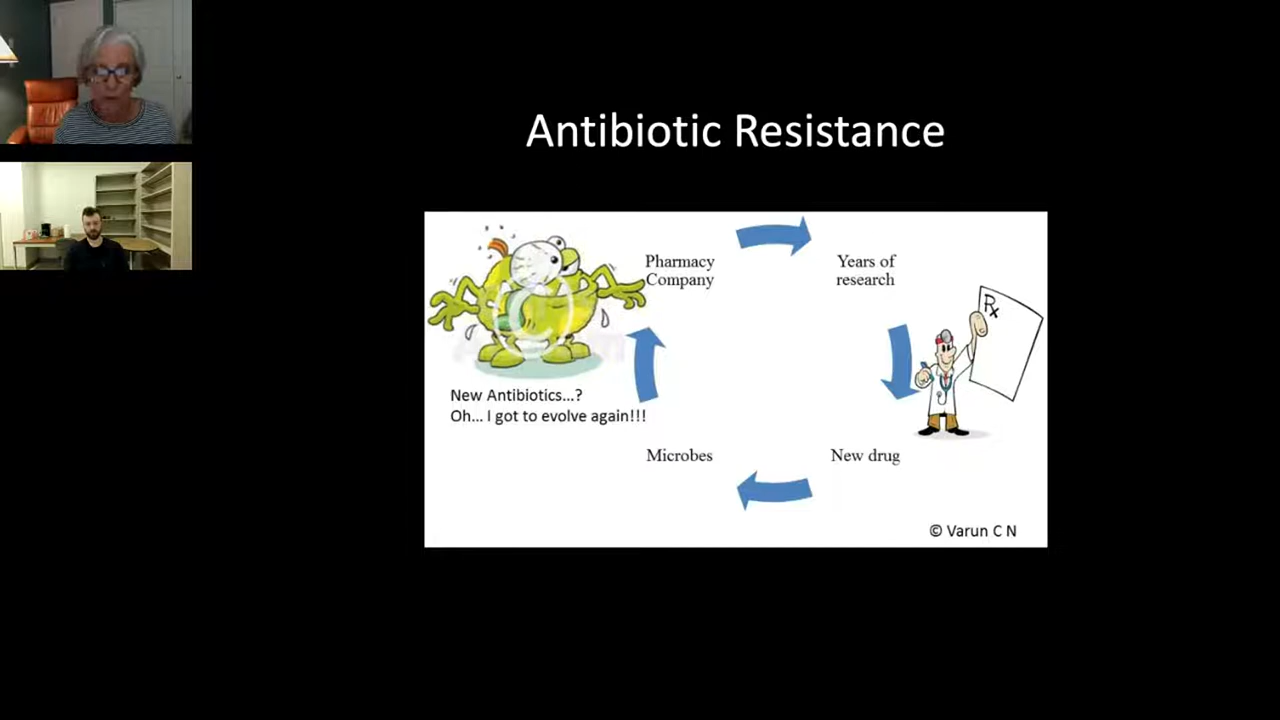 Antibiotic Resistance
Pharmacy
Company
Years of
research
Rx
New Antibiotics...?
Oh... I got to evolve again!!!
Microbes
New drug
© Varun C N